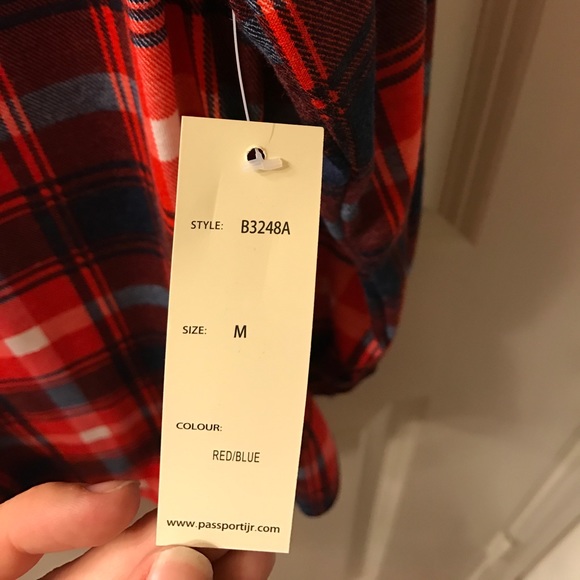 STYLE: B3248A
SIZE: M
COLOUR:
RED/BLUE
www.passportijr.com